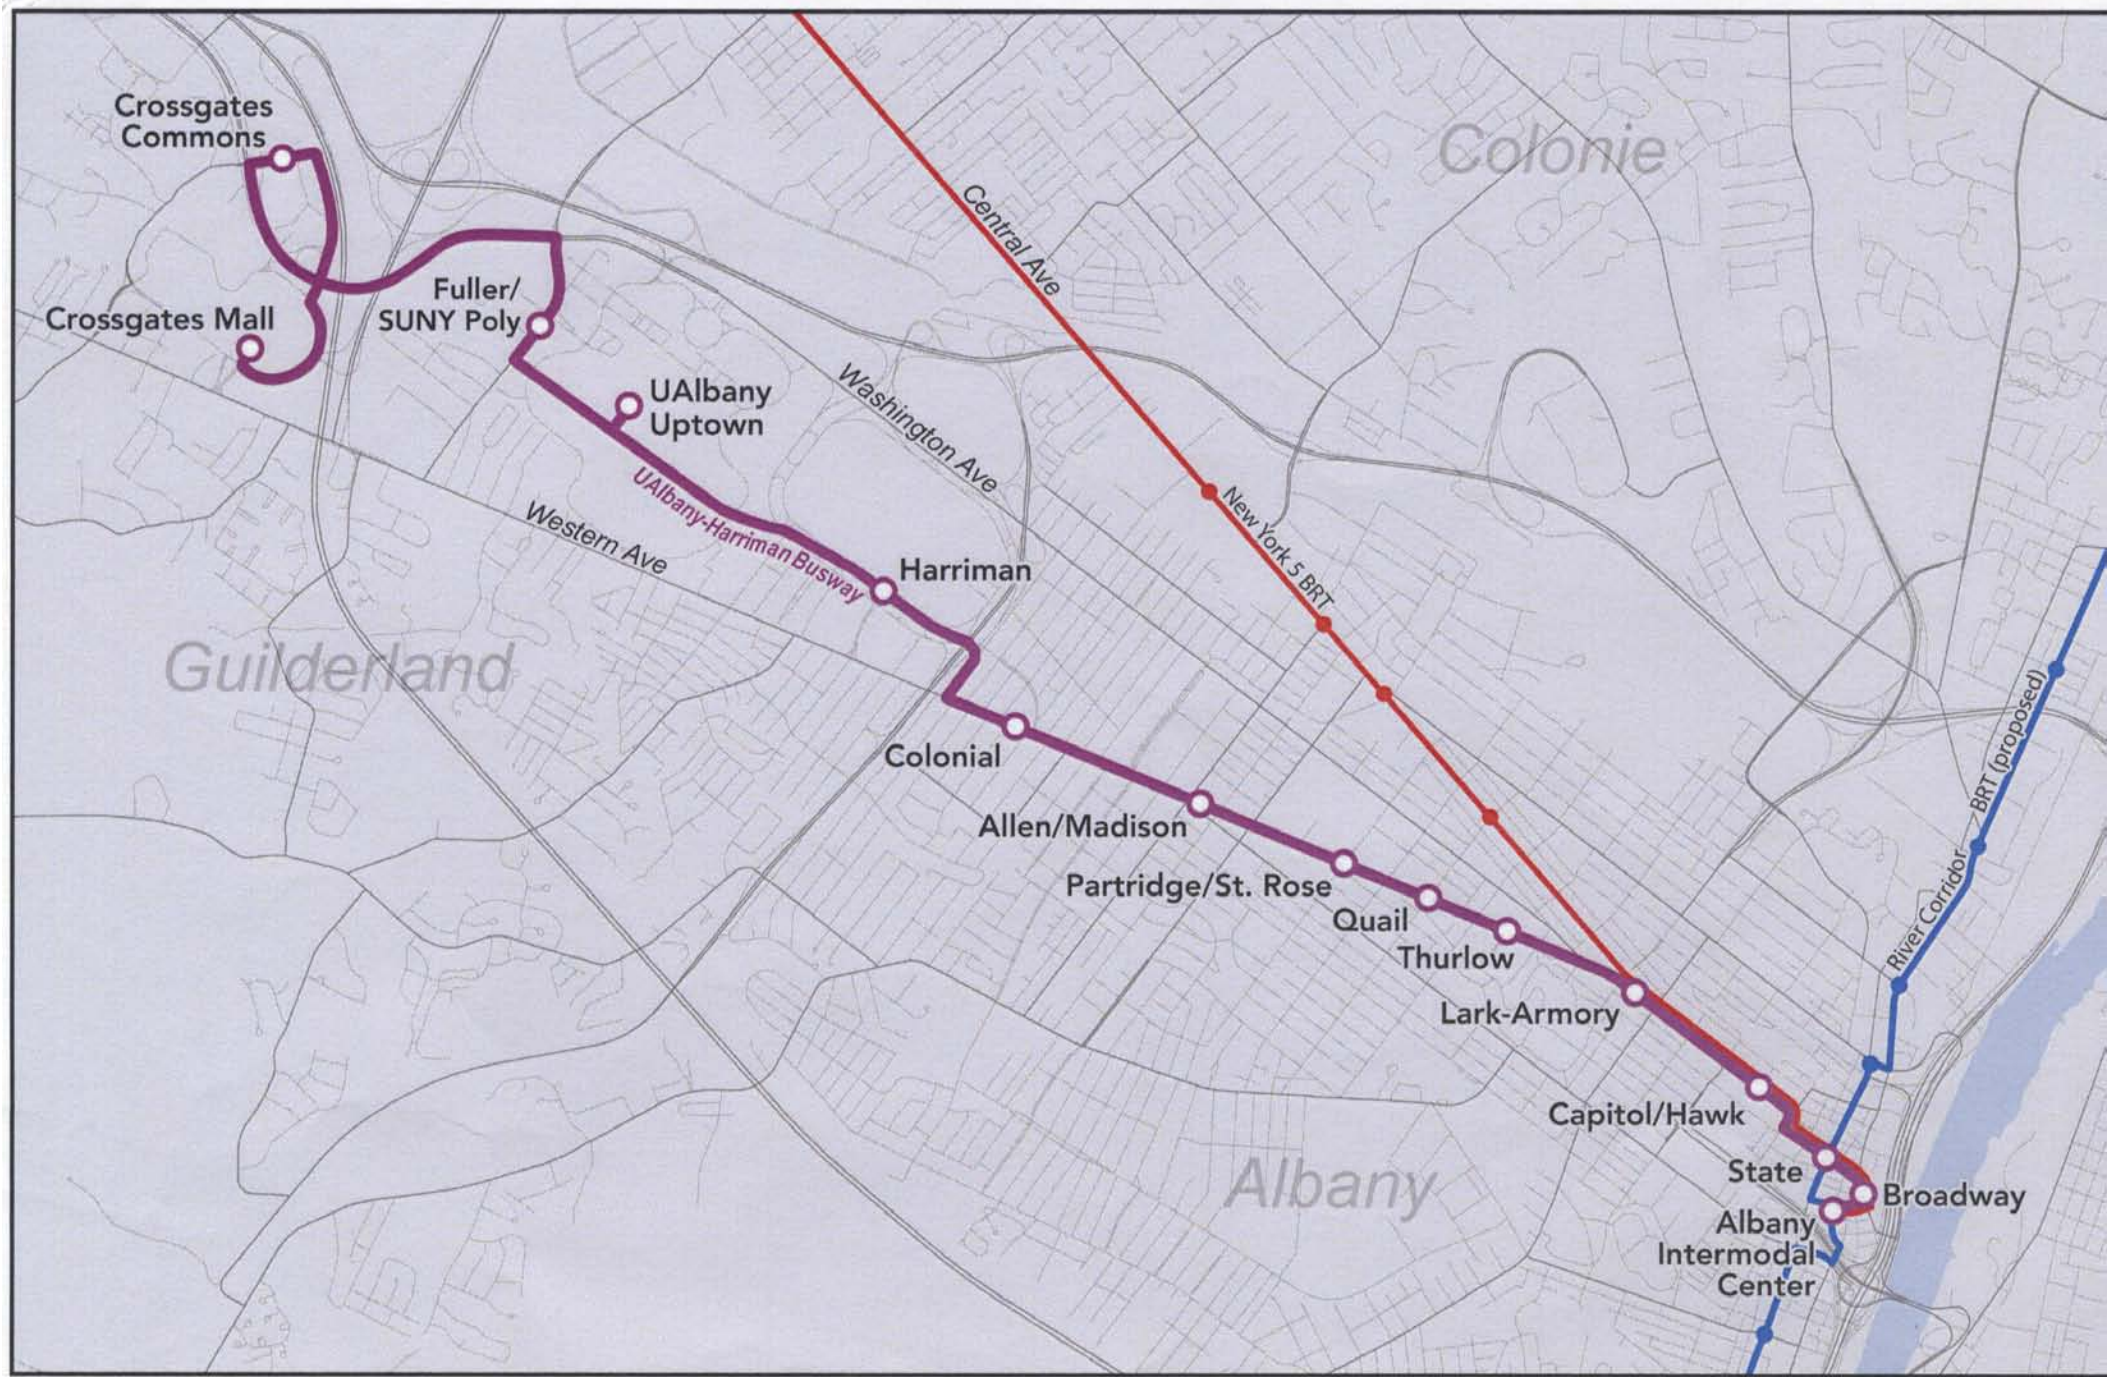 Crossgates
Commons
Colonie
Central Ave
Fuller/
SUNY Poly
Crossgates Mall
UAlbany
Uptown
Washington Ave
UAlbany-Harriman Busway
Western Ave
New York 5 BRT
Harriman
Guilderland
Colonial
River Corridor BRT (proposed)
Allen/Madison
Partridge/St. Rose
Quail
Thurlow
Lark-Armory
Capitol/Hawk
State
Albany
Broadway
Albany
Intermodal
Center